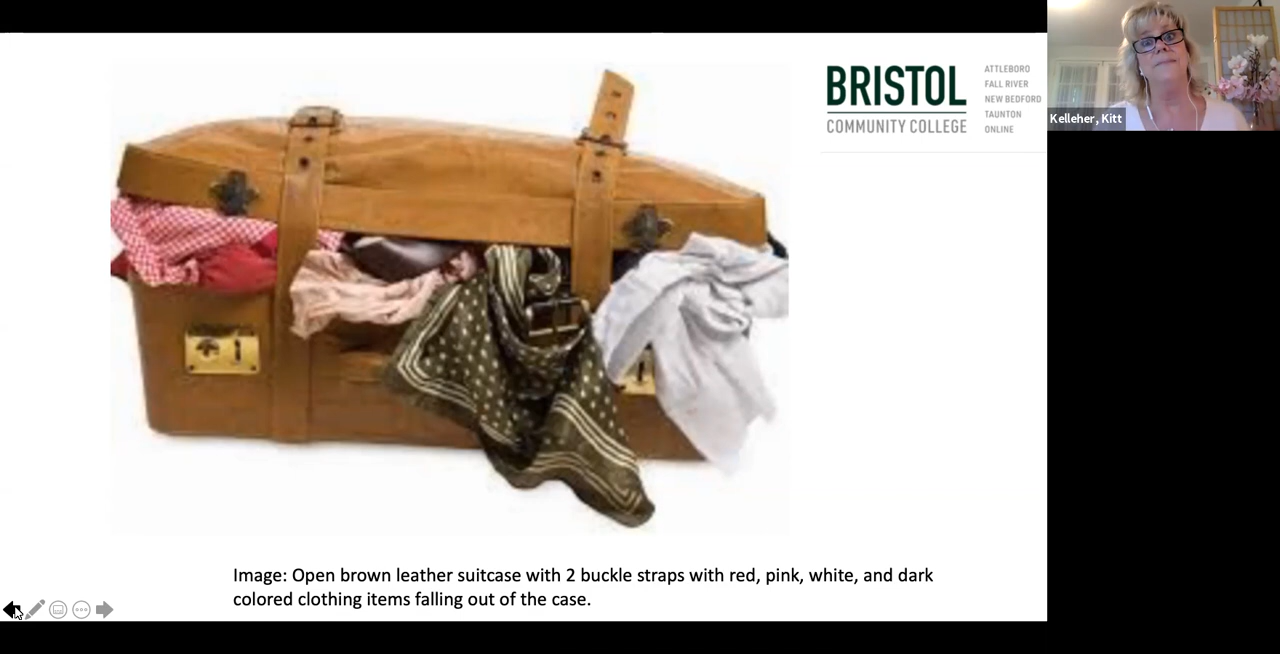 BRISTOL
COMMUNITY COLLEGE
ATTLEBORO
FALL RIVER
NEW BEDFORD
TAUNTON
ONLINE
Kelleher, Kitt
Image: Open brown leather suitcase with 2 buckle straps with red, pink, white, and dark
colored clothing items falling out of the case.